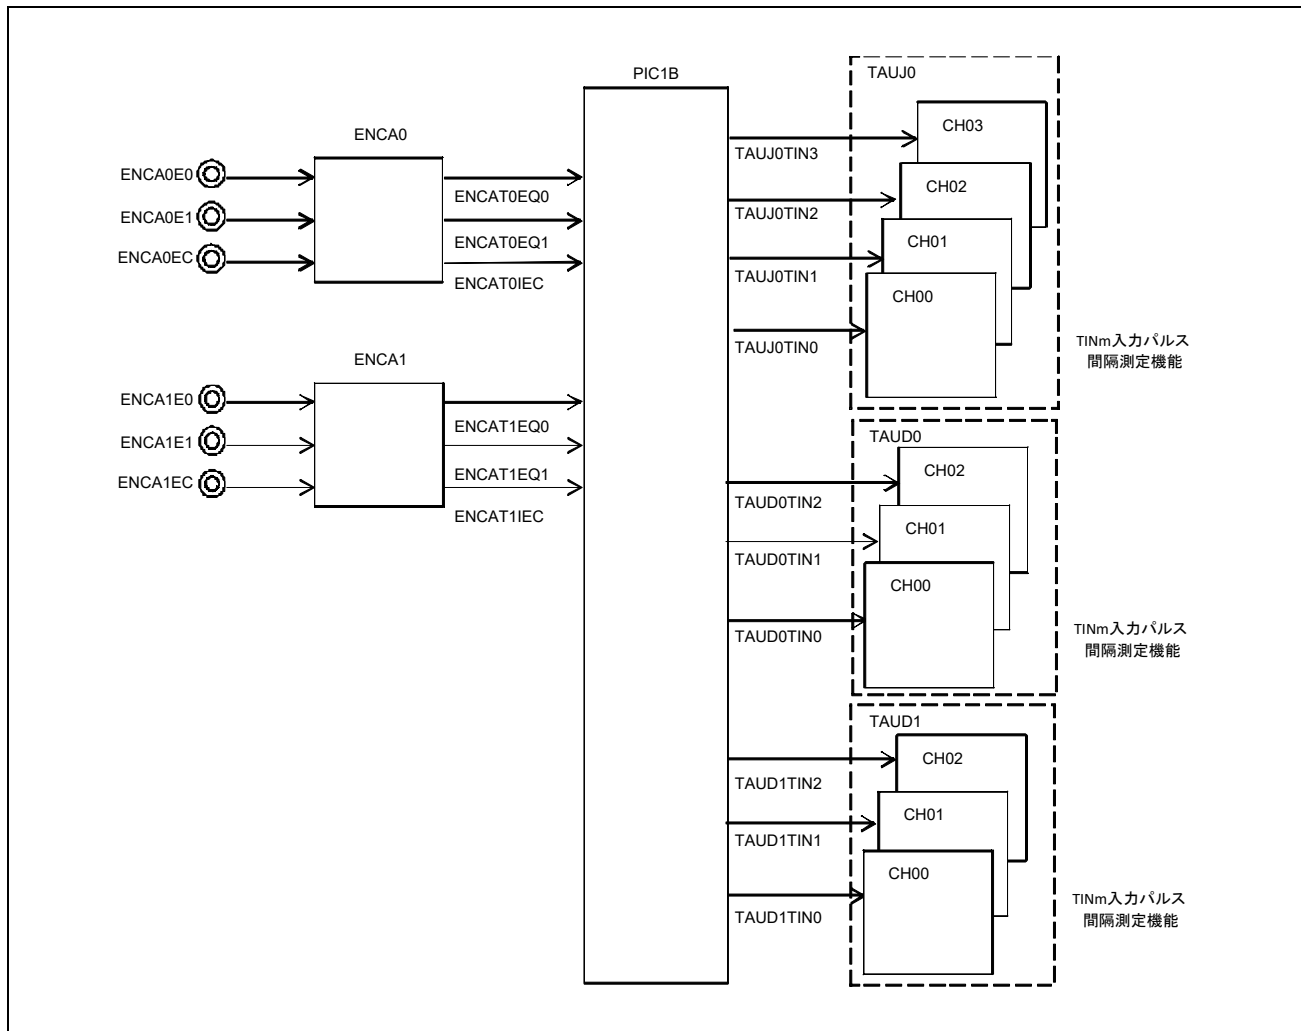 PIC1B
TAUJ0
ENCA0
ENCA0E0
ENCA0E1
ENCA0EC
ENCAT0EQ0
ENCAT0EQ1
ENCAT0IEC
ENCA1
ENCA1E0
ENCA1E1
ENCA1EC
ENCAT1EQ0
ENCAT1EQ1
ENCAT1IEC
TAUJ0TIN3
TAUJ0TIN2
TAUJ0TIN1
TAUJ0TIN0
CH03
CH02
CH01
CH00
TINm入力パルス
間隔測定機能
TAUD0
TAUD0TIN2
TAUD0TIN1
TAUD0TIN0
CH02
CH01
CH00
TINm入力パルス
間隔測定機能
TAUD1
TAUD1TIN2
TAUD1TIN1
TAUD1TIN0
CH02
CH01
CH00
TINm入力パルス
間隔測定機能